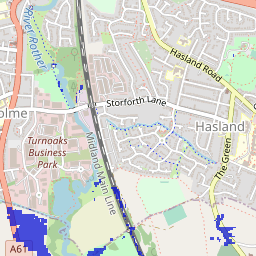 River Rother
Hasland Road
Storforth Lane
olme
Hasland
Turnoaks
Business
Park
Midland Main Line
The Green
A61